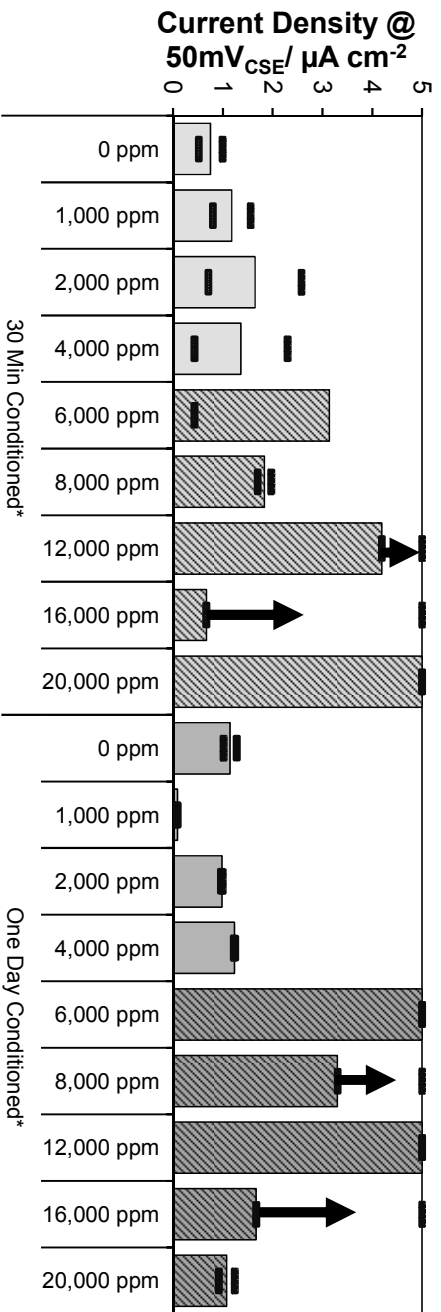 Current Density @
50mVCSE/ µA cm-2
0
1
2
3
4
5
0 ppm
1,000 ppm
2,000 ppm
4,000 ppm
6,000 ppm
8,000 ppm
12,000 ppm
16,000 ppm
20,000 ppm
0 ppm
1,000 ppm
2,000 ppm
4,000 ppm
6,000 ppm
8,000 ppm
12,000 ppm
16,000 ppm
20,000 ppm
30 Min Conditioned*
One Day Conditioned*